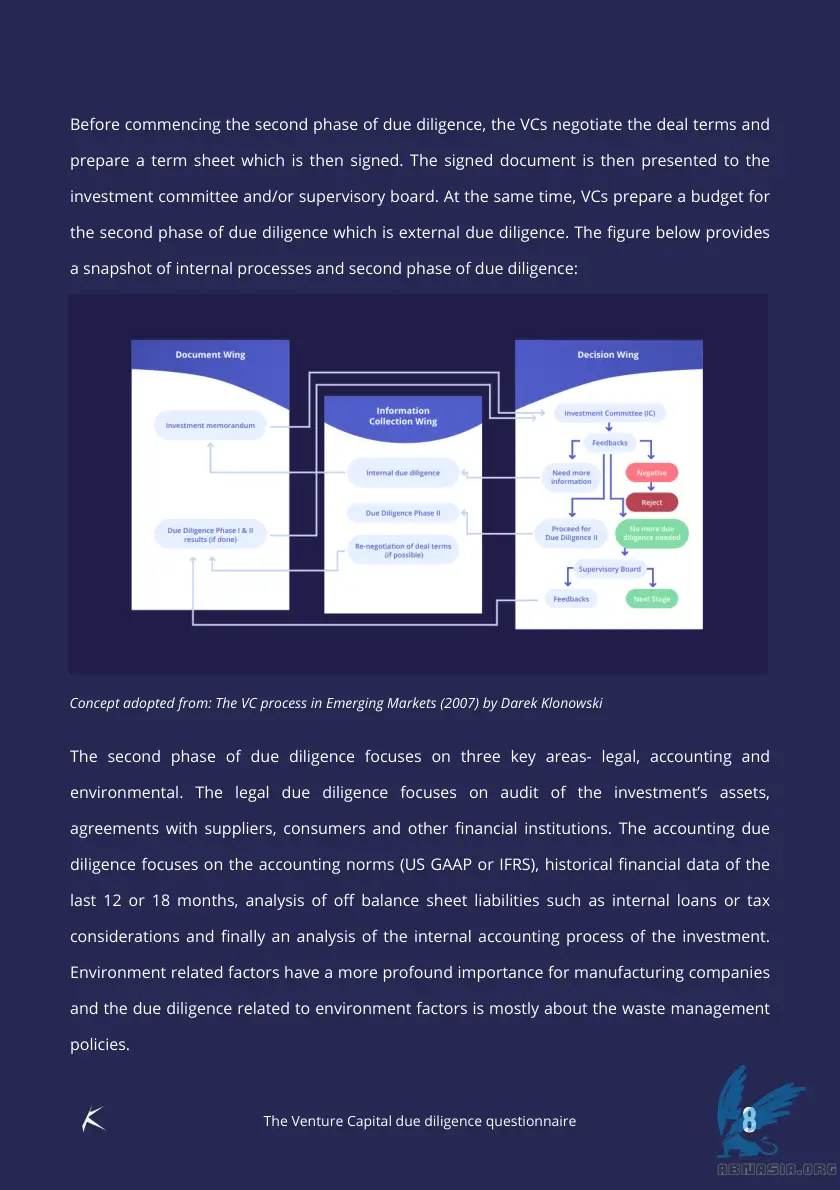 Before commencing the second phase of due diligence, the VCs negotiate the deal terms and
prepare a term sheet which is then signed. The signed document is then presented to the
investment committee and/or supervisory board. At the same time, VCs prepare a budget for
the second phase of due diligence which is external due diligence. The figure below provides
a snapshot of internal processes and second phase of due diligence:
Document Wing
Investment memorandum
Due Diligence Phase I & II
results (if done)
Information
Collection Wing
Internal due diligence
Due Diligence Phase II
Re-negotiation of deal terms
(if possible)
Decision Wing
Investment Committee (IC)
Feedbacks
Need more
information
Negative
Reject
Proceed for
Due Diligence II
No more due
diligence needed
Supervisory Board
Feedbacks
Next Stage
Concept adopted from: The VC process in Emerging Markets (2007) by Darek Klonowski
The second phase of due diligence focuses on three key areas- legal, accounting and
environmental. The legal due diligence focuses on audit of the investment’s assets,
agreements with suppliers, consumers and other financial institutions. The accounting due
diligence focuses on the accounting norms (US GAAP or IFRS), historical financial data of the
last 12 or 18 months, analysis of off balance sheet liabilities such as internal loans or tax
considerations and finally an analysis of the internal accounting process of the investment.
Environment related factors have a more profound importance for manufacturing companies
and the due diligence related to environment factors is mostly about the waste management
policies.
The Venture Capital due diligence questionnaire
8
ABNASIA.ORG